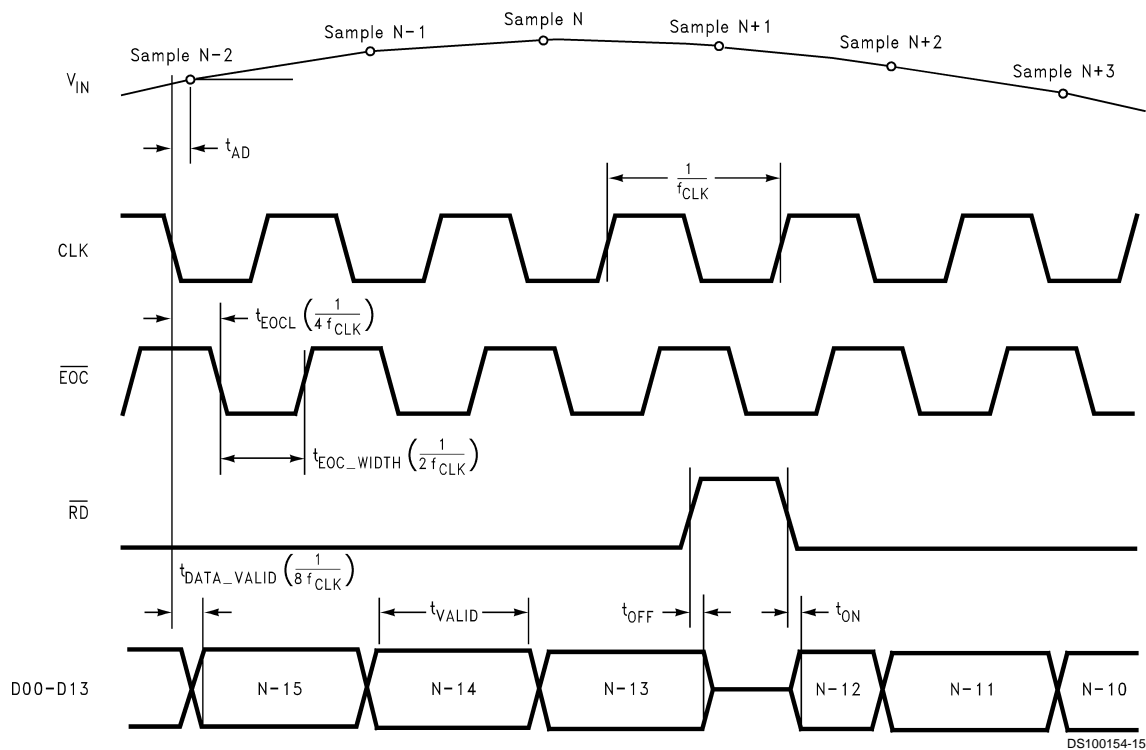 Sample N-2
Sample N-1
Sample N
Sample N+1
Sample N+2
Sample N+3
VIN
tAD
1
fCLK
CLK
tEOCL (1/4 fCLK)
EOC
tEOC_WIDTH (1/2 fCLK)
RD
tDATA_VALID (1/8 fCLK)
tVALID
tOFF
tON
D00-D13
N-15
N-14
N-13
N-12
N-11
N-10
DS100154-15